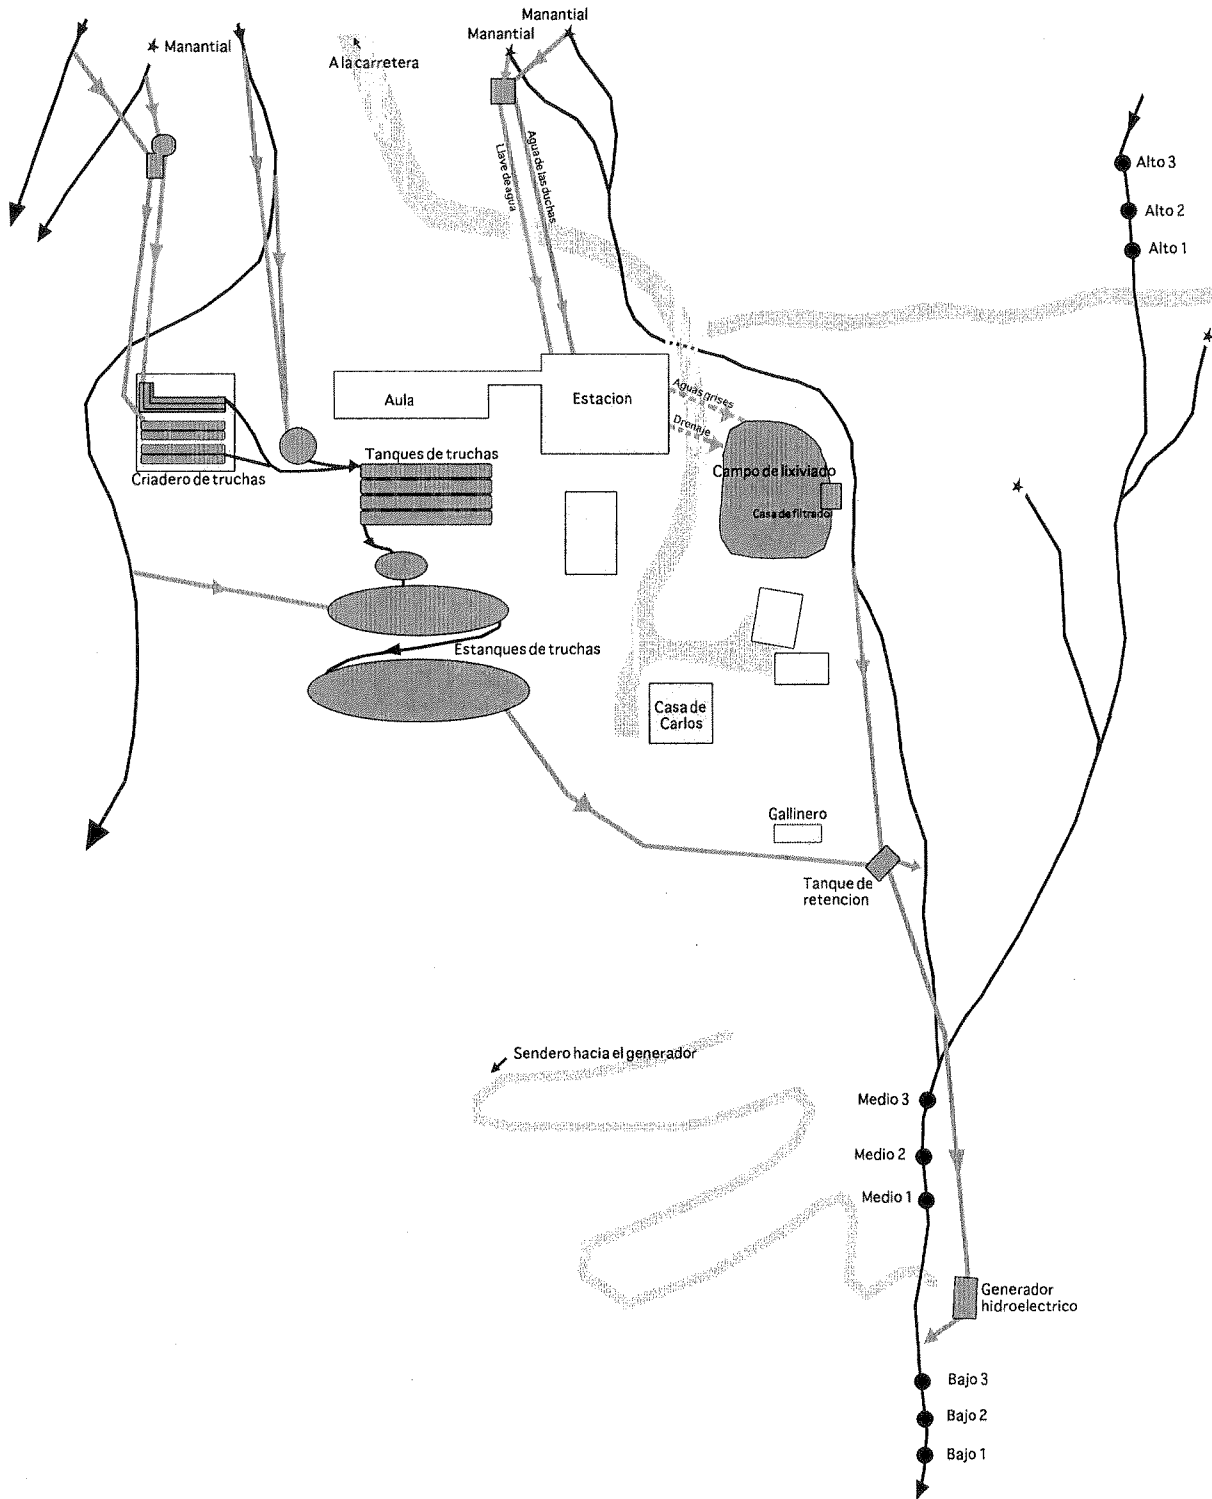 Manantial
Manantial
Manantial
A la carretera
Llave de agua
Agua de las duchas
Alto 3
Alto 2
Alto 1
Aula
Estacion
Aguas grises
Drenaje
Criadero de truchas
Tanques de truchas
Campo de lixiviado
Casa de filtrado
Estanques de truchas
Casa de
Carlos
Gallinero
Tanque de
retencion
Sendero hacia el generador
Medio 3
Medio 2
Medio 1
Generador
hidroelectrico
Bajo 3
Bajo 2
Bajo 1